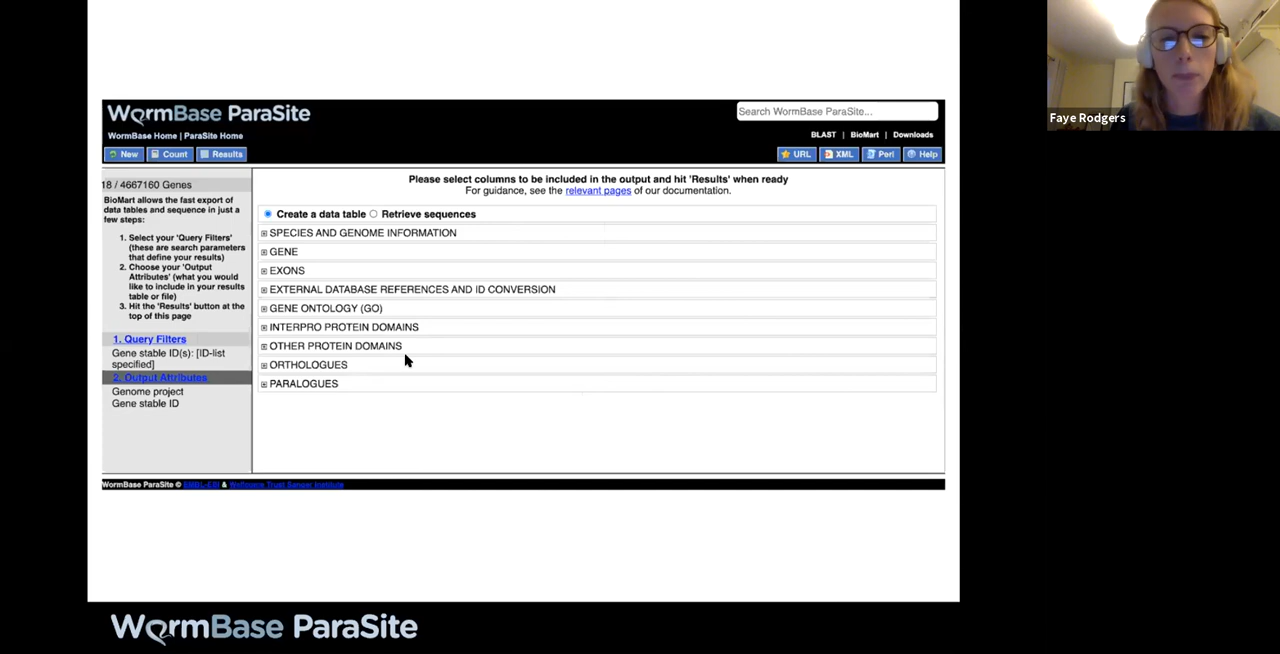 WormBase ParaSite
Search WormBase ParaSite...
WormBase Home | ParaSite Home
BLAST | BioMart | Downloads
New Count Results
URL XML Perl Help
18 / 4667160 Genes
BioMart allows the fast export of
data tables and sequence in just a
few steps:
1. Select your 'Query Filters'
(these are search parameters
that define your results)
2. Choose your 'Output
Attributes' (what you would
like to include in your results
table or file)
3. Hit the 'Results' button at the
top of this page
1. Query Filters
Gene stable ID(s): [ID-list
specified]
2. Output Attributes
Genome project
Gene stable ID
Please select columns to be included in the output and hit 'Results' when ready
For guidance, see the relevant pages of our documentation.
Create a data table Retrieve sequences
SPECIES AND GENOME INFORMATION
GENE
EXONS
EXTERNAL DATABASE REFERENCES AND ID CONVERSION
GENE ONTOLOGY (GO)
INTERPRO PROTEIN DOMAINS
OTHER PROTEIN DOMAINS
ORTHOLOGUES
PARALOGUES
WormBase ParaSite © EMBL-EBI & Wellcome Trust Sanger Institute
WormBase ParaSite
Faye Rodgers